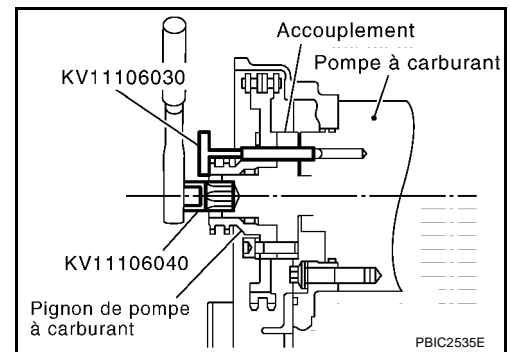 Accouplement
Pompe à carburant
KV11106030
KV11106040
Pignon de pompe
à carburant
PBIC2535E